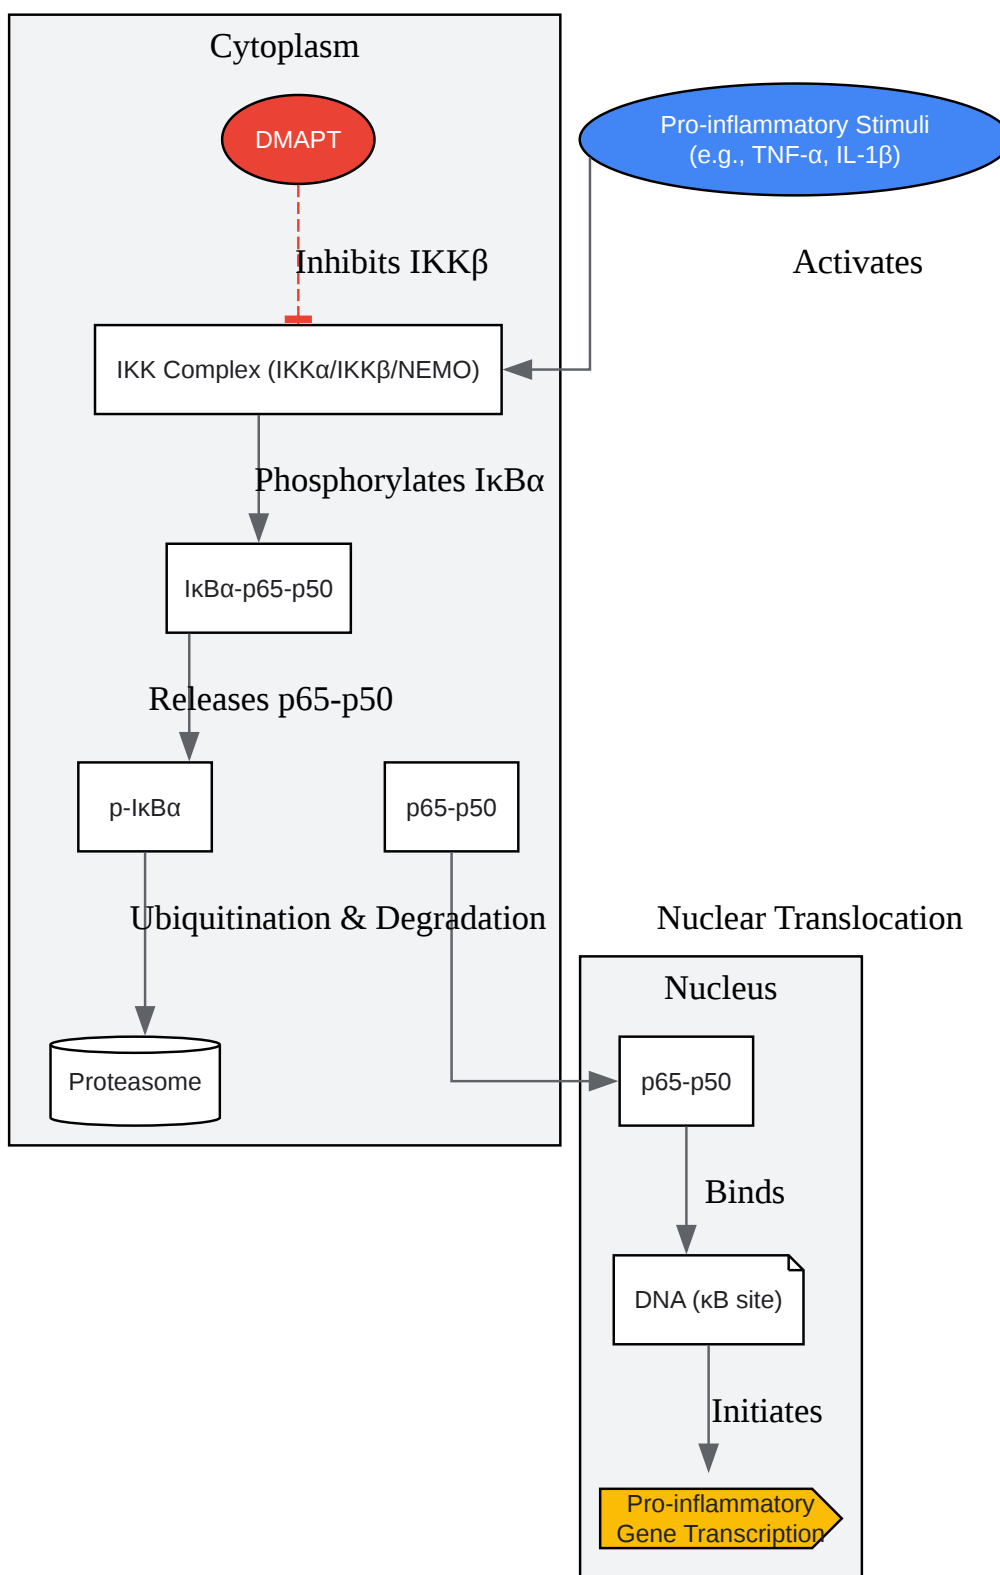 Cytoplasm
DMAPT
Pro-inflammatory Stimuli
(e.g., TNF-α, IL-1β)
Inhibits IKKβ
Activates
IKK Complex (IKKα/IKKβ/NEMO)
Phosphorylates IκBα
IκBα-p65-p50
Releases p65-p50
p-IκBα
p65-p50
Ubiquitination & Degradation
Nuclear Translocation
Nucleus
Proteasome
p65-p50
Binds
DNA (κB site)
Initiates
Pro-inflammatory
Gene Transcription